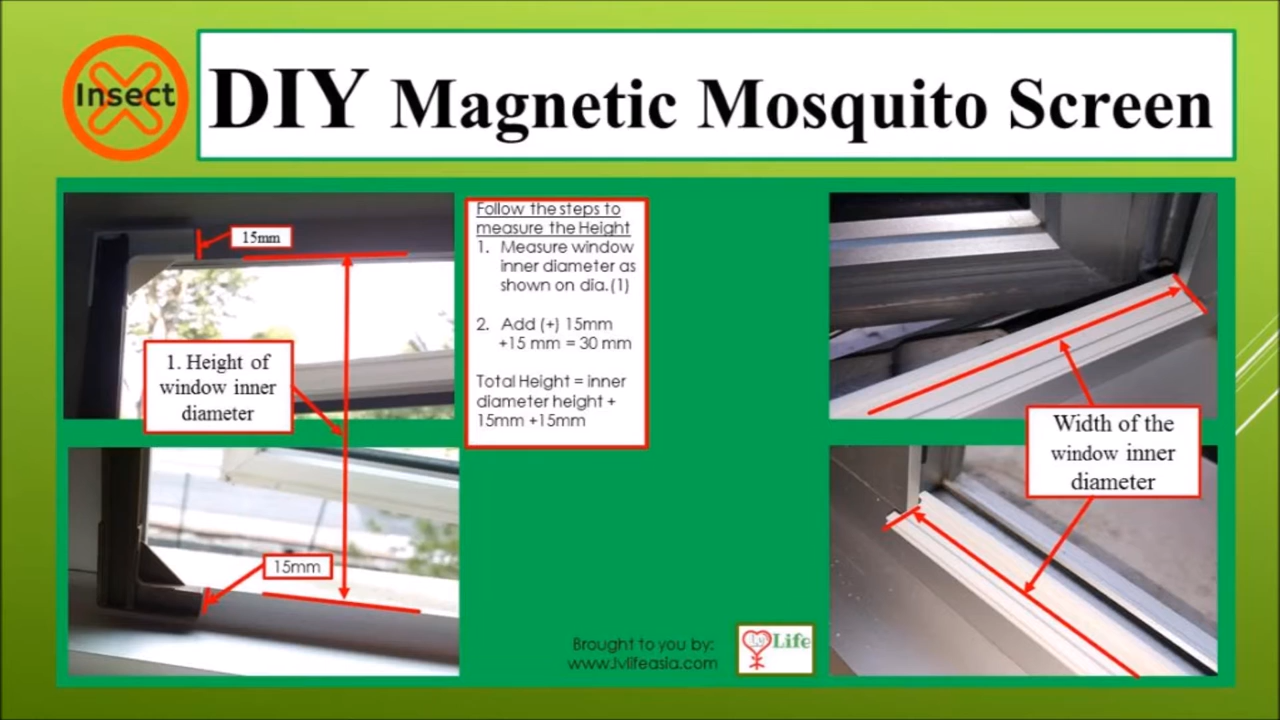 Insect
DIY Magnetic Mosquito Screen
15mm
1. Height of
window inner
diameter
15mm
Follow the steps to
measure the Height
1. Measure window
inner diameter as
shown on dia.(1)
2. Add (+) 15mm
+15 mm = 30 mm
Total Height = inner
diameter height +
15mm +15mm
Width of the
window inner
diameter
Brought to you by:
www.lvlifeasia.com
Lv Life